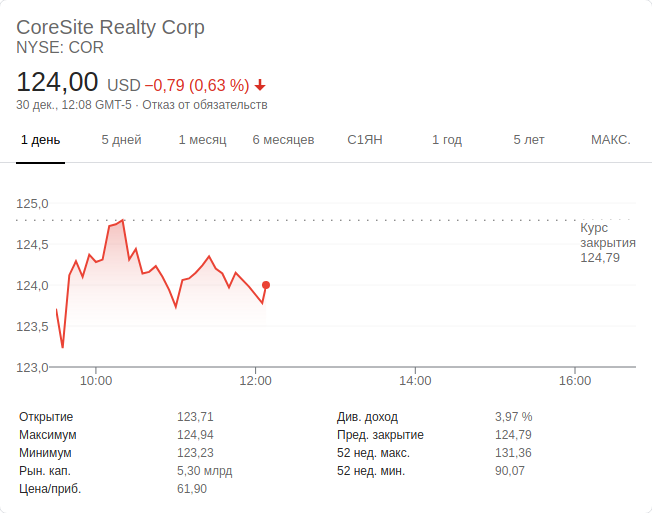 CoreSite Realty Corp
NYSE: COR
124,00 USD −0,79 (0,63 %)
30 дек., 12:08 GMT-5 · Отказ от обязательств
1 день 5 дней 1 месяц 6 месяцев С1ЯН 1 год 5 лет МАКС.
125,0
124,5
124,0
123,5
123,0
Курс
закрытия
124,79
10:00 12:00 14:00 16:00
Открытие 123,71 Див. доход 3,97 %
Максимум 124,94 Пред. закрытие 124,79
Минимум 123,23 52 нед. макс. 131,36
Рын. кап. 5,30 млрд 52 нед. мин. 90,07
Цена/приб. 61,90